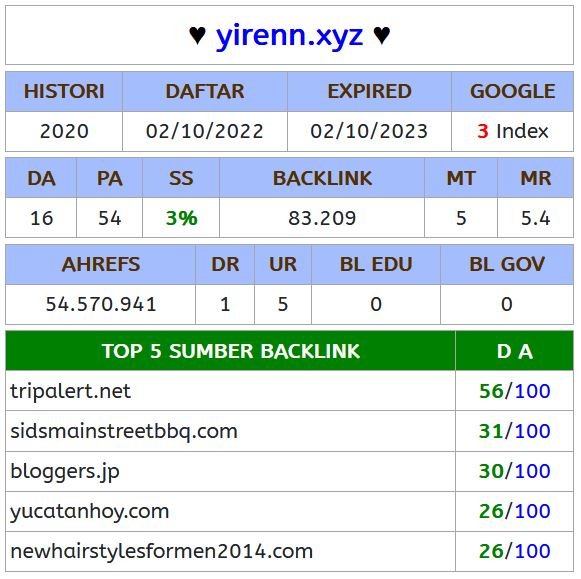 ♥ yirenn.xyz ♥
HISTORI DAFTAR EXPIRED GOOGLE
2020 02/10/2022 02/10/2023 3 Index
DA PA SS BACKLINK MT MR
16 54 3% 83.209 5 5.4
AHREFS DR UR BL EDU BL GOV
54.570.941 1 5 0 0
TOP 5 SUMBER BACKLINK D A
tripalert.net 56/100
sidsmainstreetbbq.com 31/100
bloggers.jp 30/100
yucatanhoy.com 26/100
newhairstylesformen2014.com 26/100